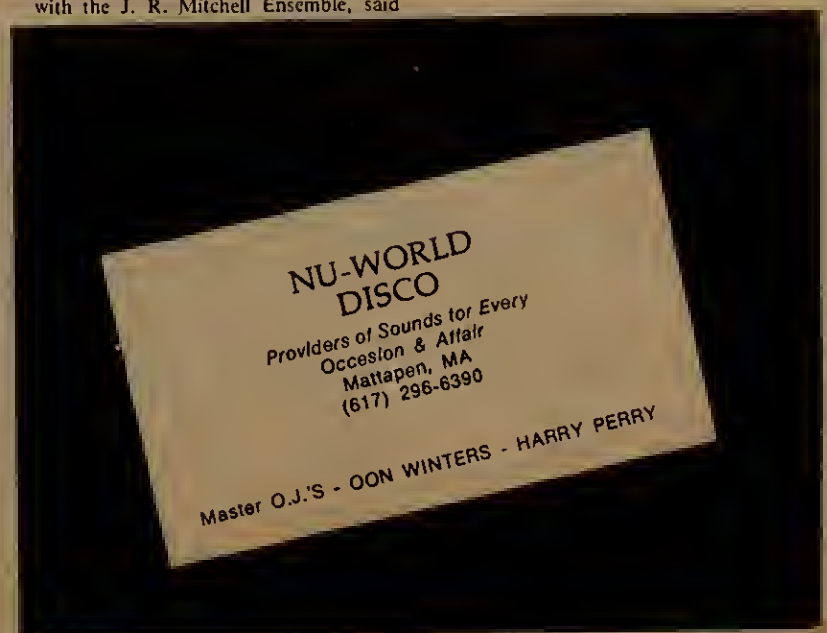 with the J. R. Mitchell Ensemble, said
NU-WORLD
DISCO
Providers of Sounds for Every
Occesion & Affair
Mattapen, MA
(617) 296-6390
Master O.J.'S - OON WINTERS - HARRY PERRY